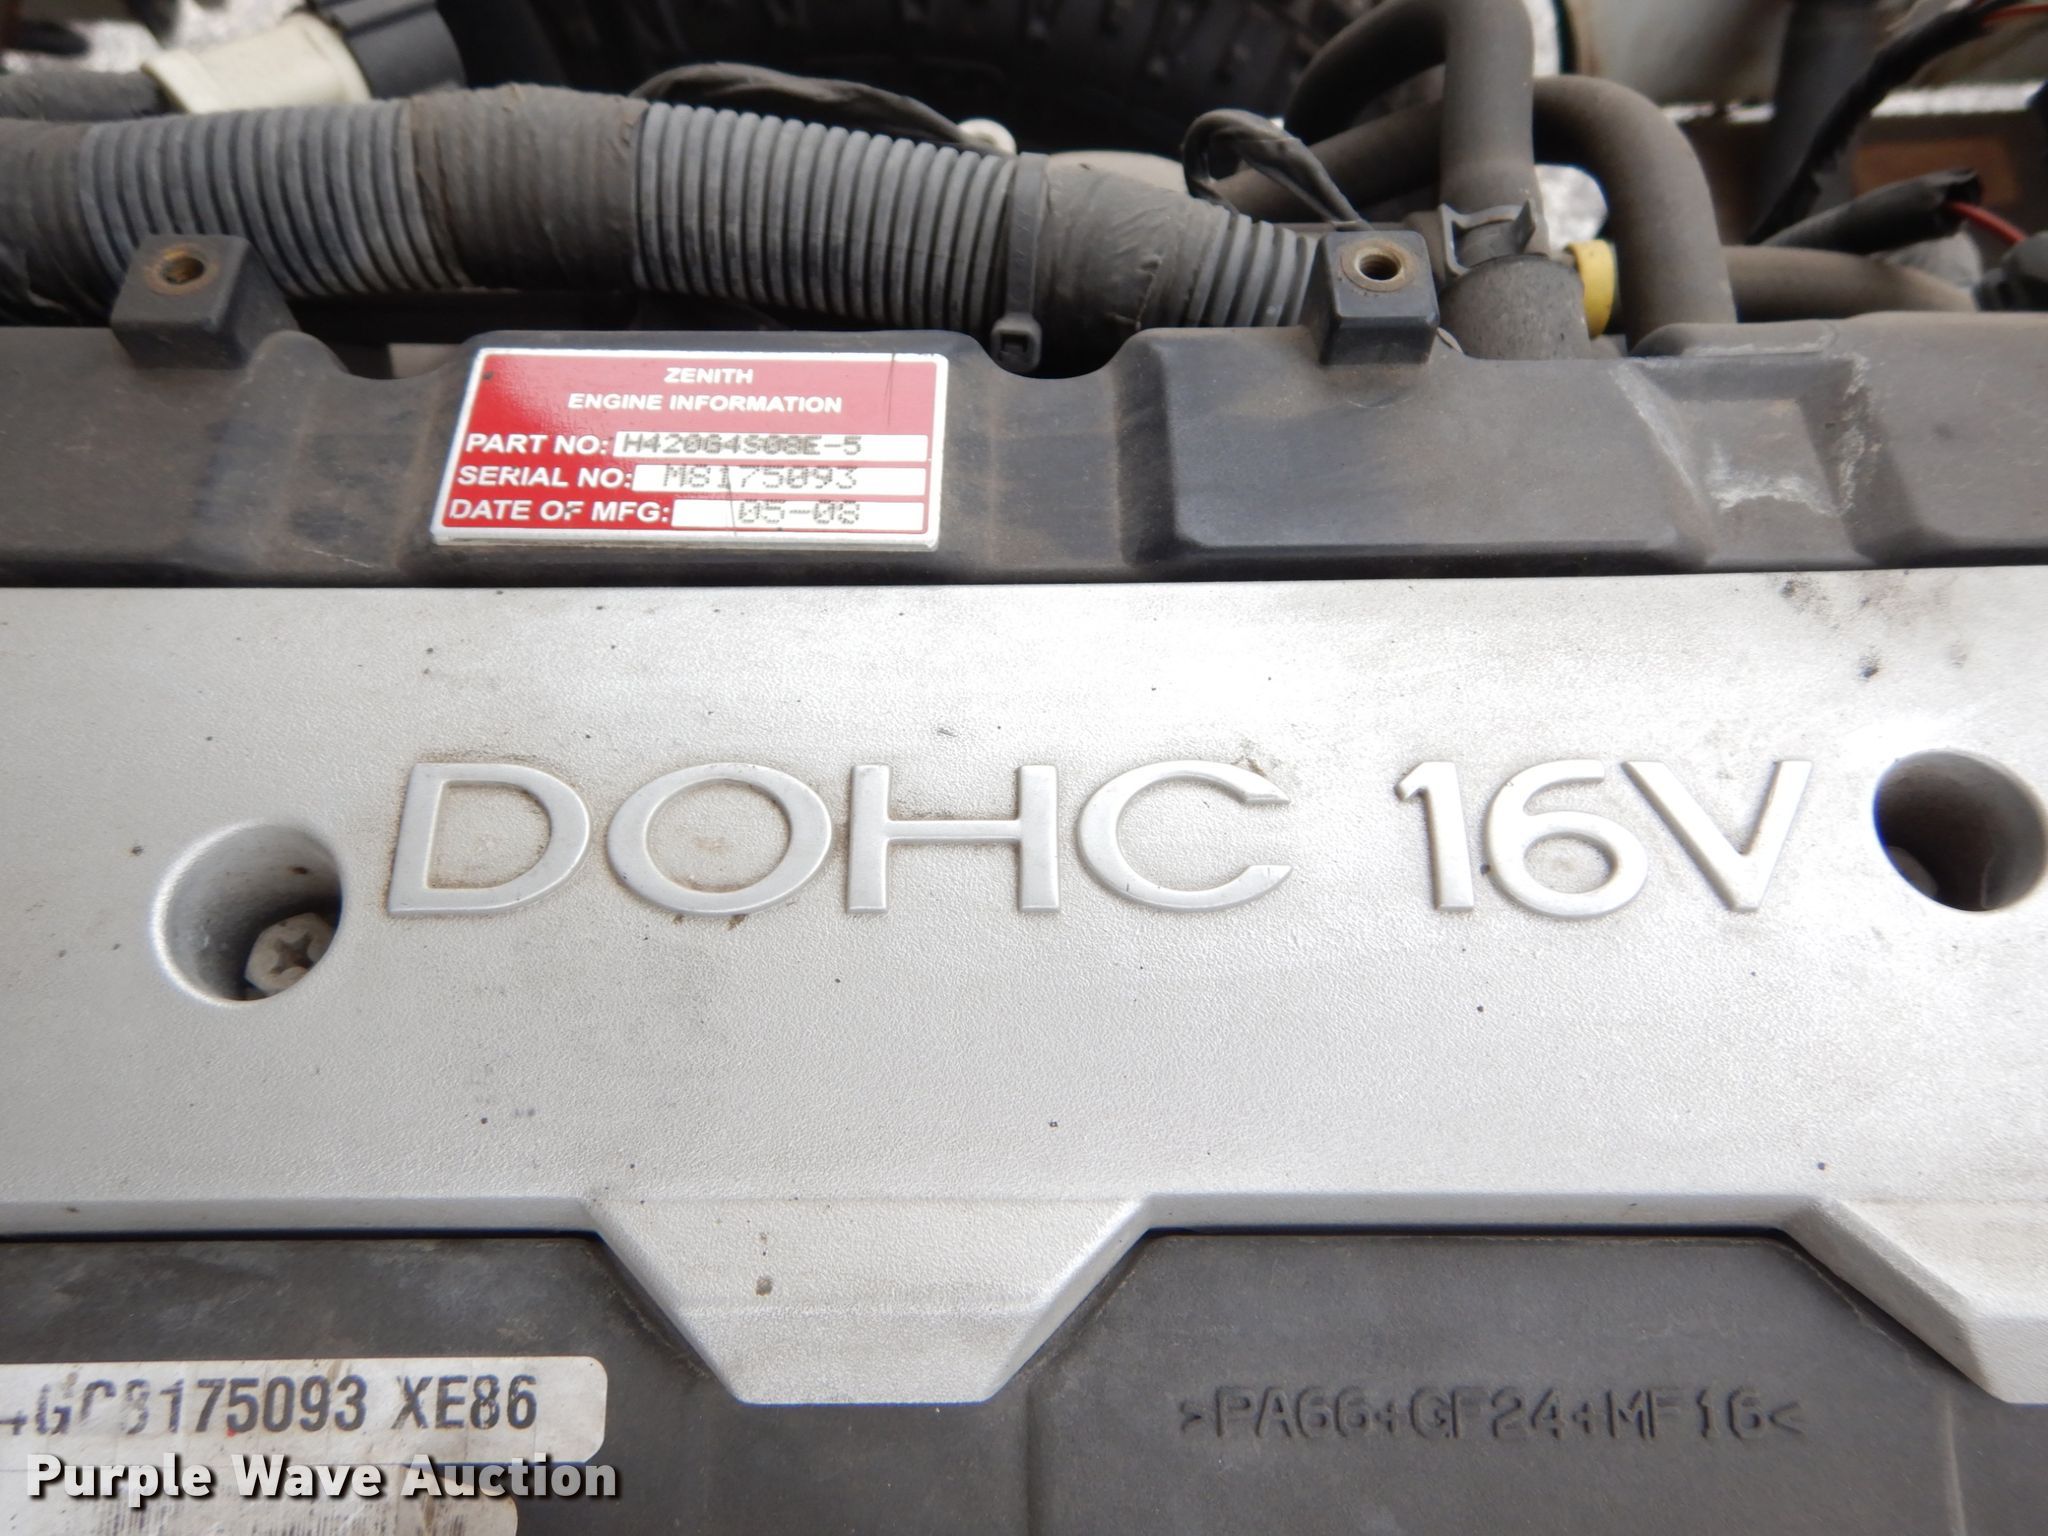 ZENITH
ENGINE INFORMATION
PART NO: H420G4S08E-5
SERIAL NO: M8175093
DATE OF MFG: 05-08
DOHC 16V
4GC8175093 XE86
>PA66+GF24+MF16<
Purple Wave Auction